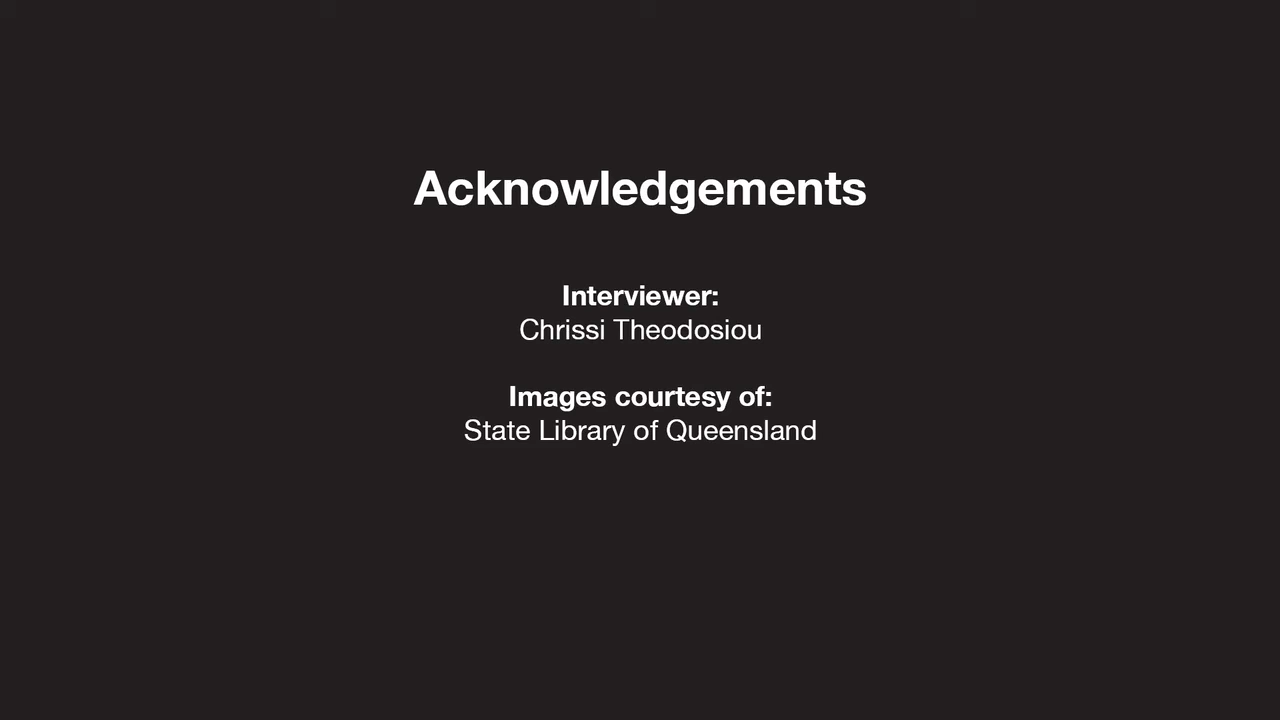 Acknowledgements
Interviewer:
Chrissi Theodosiou
Images courtesy of:
State Library of Queensland